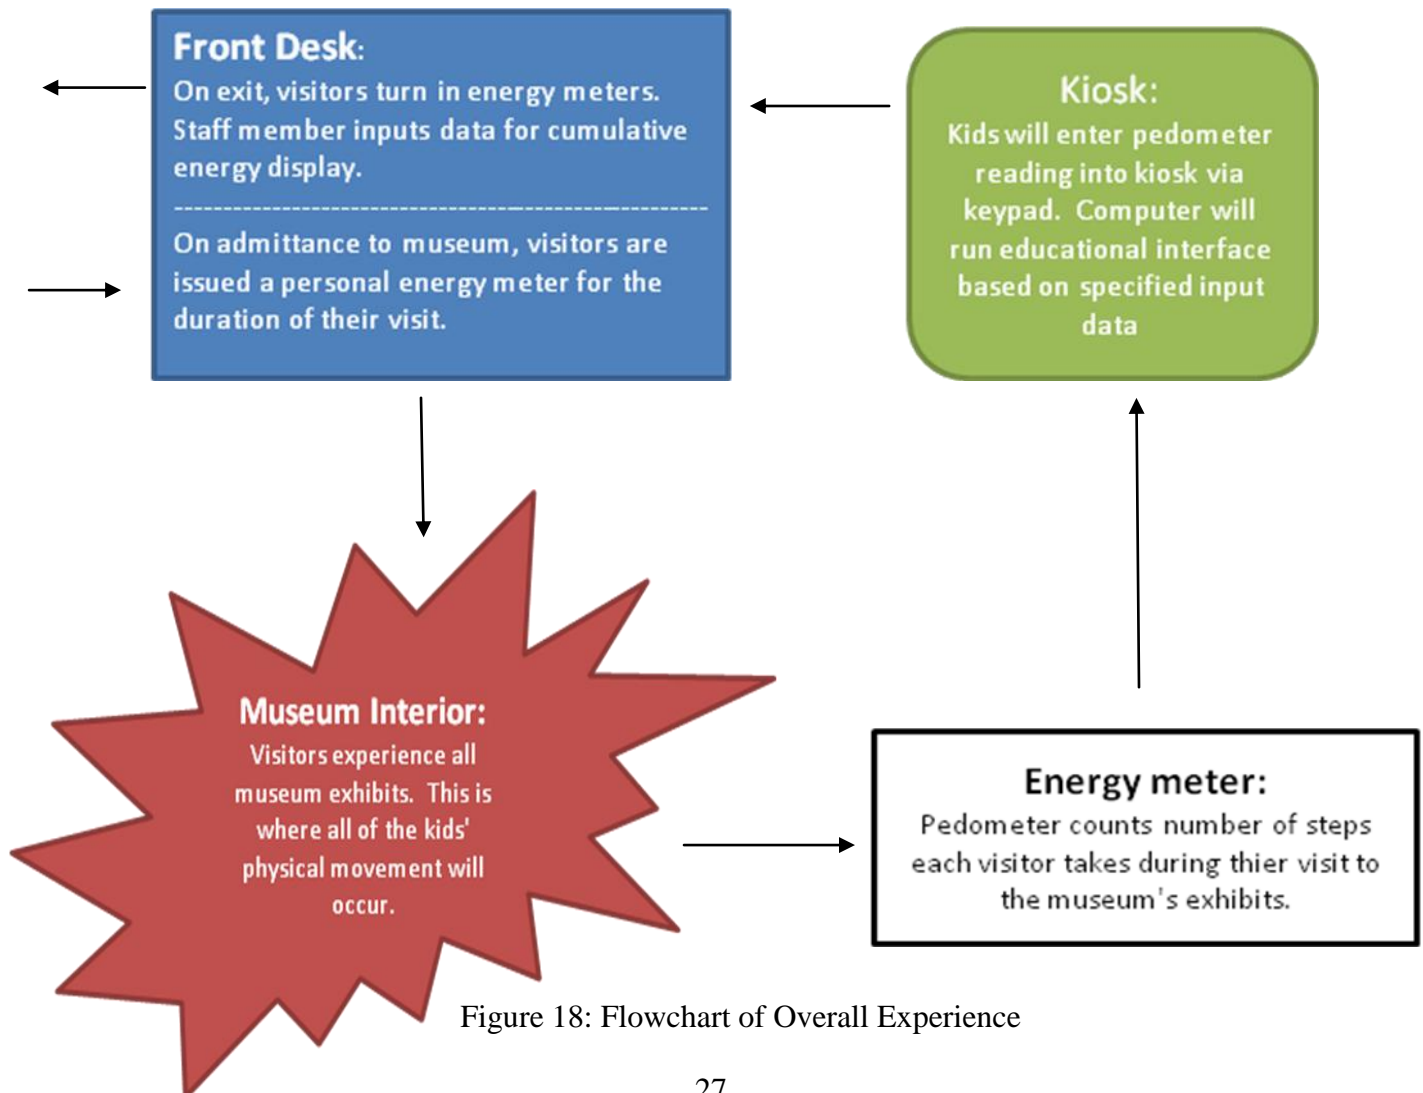 Front Desk:
On exit, visitors turn in energy meters.
Staff member inputs data for cumulative
energy display.
------------------------------------------------------
On admittance to museum, visitors are
issued a personal energy meter for the
duration of their visit.
Kiosk:
Kids will enter pedometer
reading into kiosk via
keypad. Computer will
run educational interface
based on specified input
data
Museum Interior:
Visitors experience all
museum exhibits. This is
where all of the kids'
physical movement will
occur.
Energy meter:
Pedometer counts number of steps
each visitor takes during thier visit to
the museum's exhibits.
Figure 18: Flowchart of Overall Experience
27